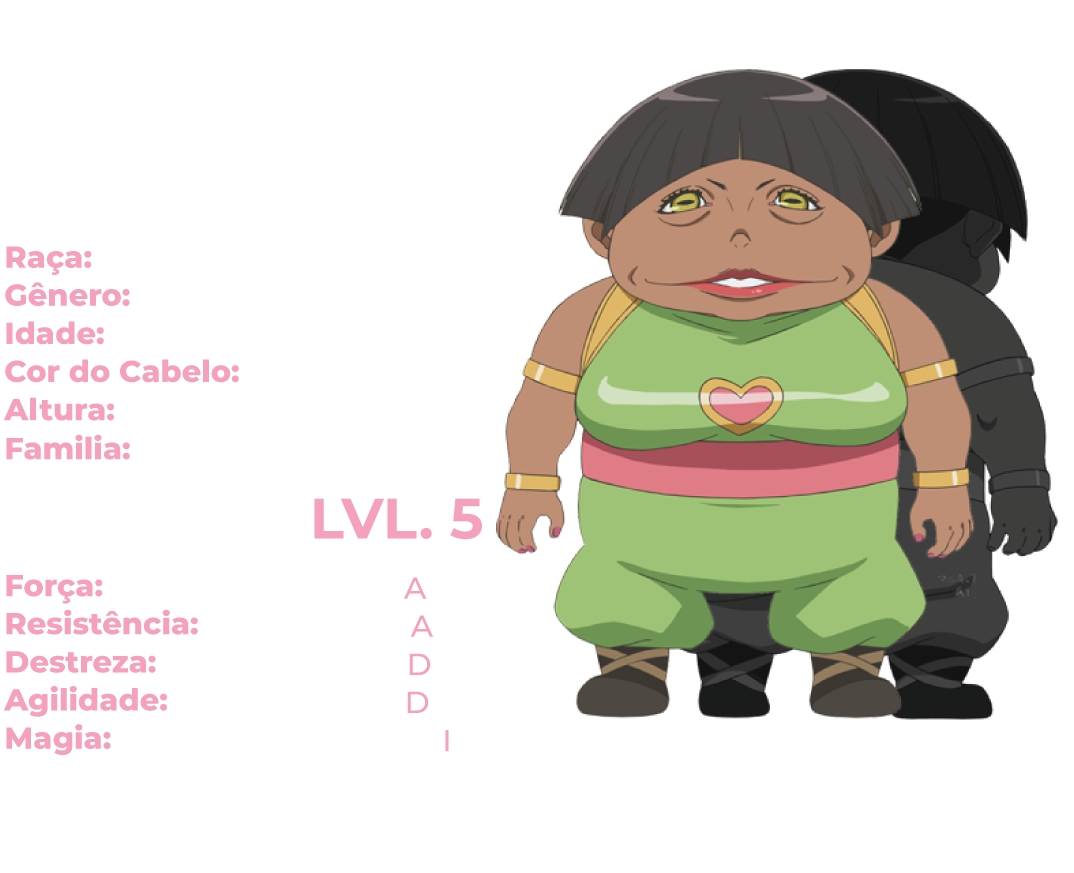 Raça:
Gênero:
Idade:
Cor do Cabelo:
Altura:
Familia:
LVL. 5
Força: A
Resistência: A
Destreza: D
Agilidade: D
Magia: I